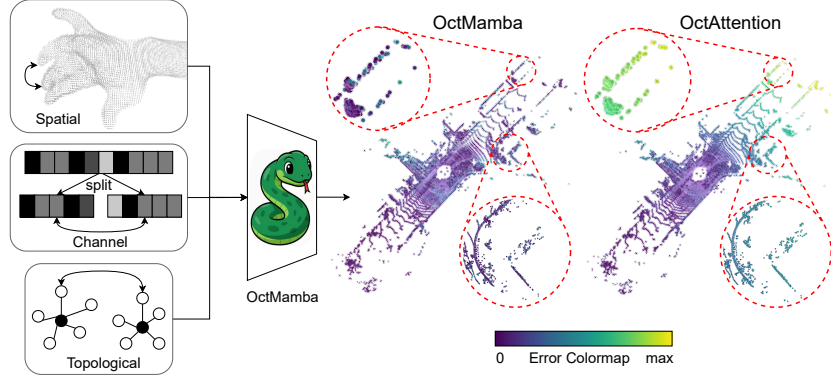 OctMamba
OctAttention
Spatial
split
Channel
OctMamba
Topological
0 Error Colormap max